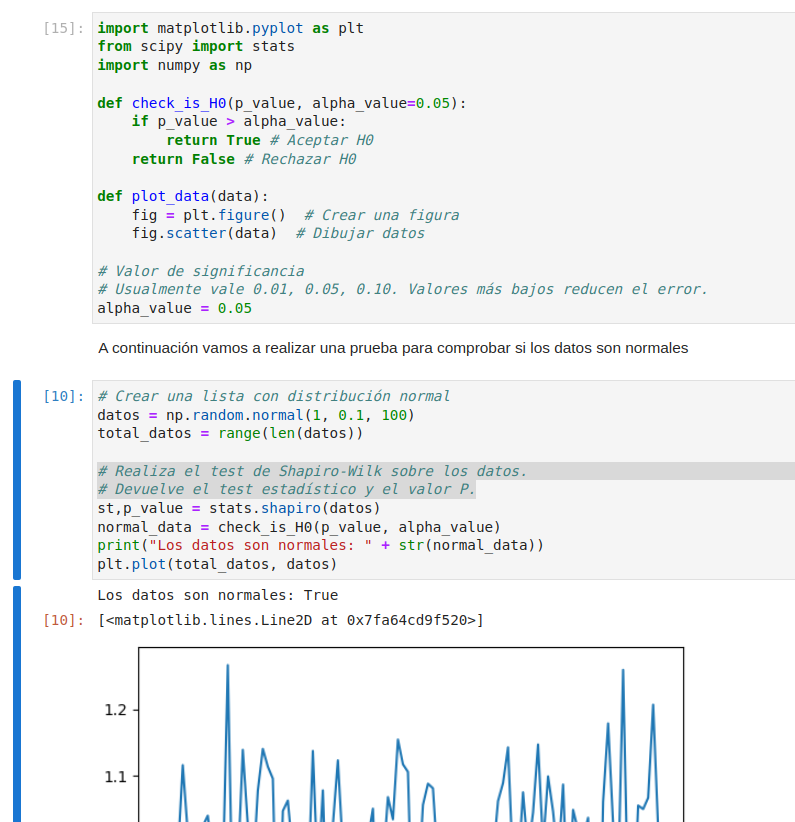 [15]: import matplotlib.pyplot as plt
from scipy import stats
import numpy as np

def check_is_H0(p_value, alpha_value=0.05):
    if p_value > alpha_value:
        return True # Aceptar H0
    return False # Rechazar H0

def plot_data(data):
    fig = plt.figure()  # Crear una figura
    fig.scatter(data)  # Dibujar datos

# Valor de significancia
# Usualmente vale 0.01, 0.05, 0.10. Valores más bajos reducen el error.
alpha_value = 0.05
A continuación vamos a realizar una prueba para comprobar si los datos son normales
[10]: # Crear una lista con distribución normal
datos = np.random.normal(1, 0.1, 100)
total_datos = range(len(datos))

# Realiza el test de Shapiro-Wilk sobre los datos.
# Devuelve el test estadístico y el valor P.
st,p_value = stats.shapiro(datos)
normal_data = check_is_H0(p_value, alpha_value)
print("Los datos son normales: " + str(normal_data))
plt.plot(total_datos, datos)
Los datos son normales: True
[10]: [<matplotlib.lines.Line2D at 0x7fa64cd9f520>]
1.2
1.1